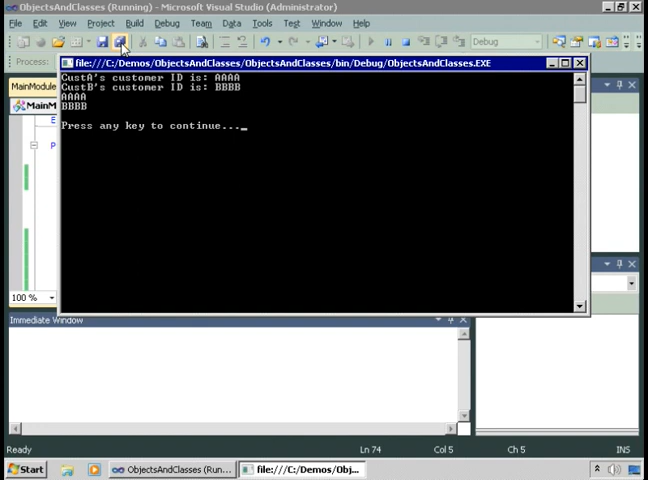 ObjectsAndClasses (Running) - Microsoft Visual Studio (Administrator)
File Edit View Project Build Debug Team Data Tools Test Window Help
Debug
Process:
file:///C:/Demos/ObjectsAndClasses/ObjectsAndClasses/bin/Debug/ObjectsAndClasses.EXE
CustA's customer ID is: AAAA
CustB's customer ID is: BBBB
AAAA
BBBB
Press any key to continue..._
MainModule
MainM
E
P
100 %
Immediate Window
Ready Ln 74 Col 5 Ch 5 INS
Start ObjectsAndClasses (Run... file:///C:/Demos/Obj...